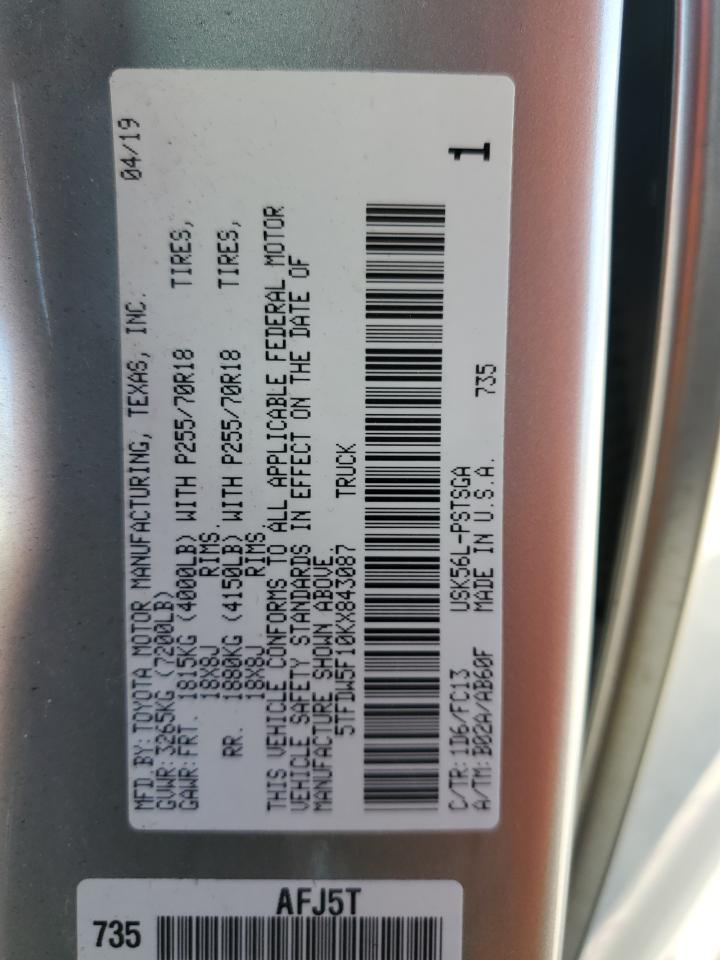 MFD.BY:TOYOTA MOTOR MANUFACTURING, TEXAS, INC. 04/19
GVWR:3265KG (7200LB)
GAWR:FRT. 1815KG (4000LB) WITH P255/70R18 TIRES,
18X8J RIMS.
RR. 1880KG (4150LB) WITH P255/70R18 TIRES,
18X8J RIMS.
THIS VEHICLE CONFORMS TO ALL APPLICABLE FEDERAL MOTOR
VEHICLE SAFETY STANDARDS IN EFFECT ON THE DATE OF
MANUFACTURE SHOWN ABOVE.
5TFDW5F10KX843087 TRUCK
C/TR:1D6/FC13 USK56L-PSTSGA 1
A/TM:B02A/AB60F MADE IN U.S.A. 735
AFJ5T
735